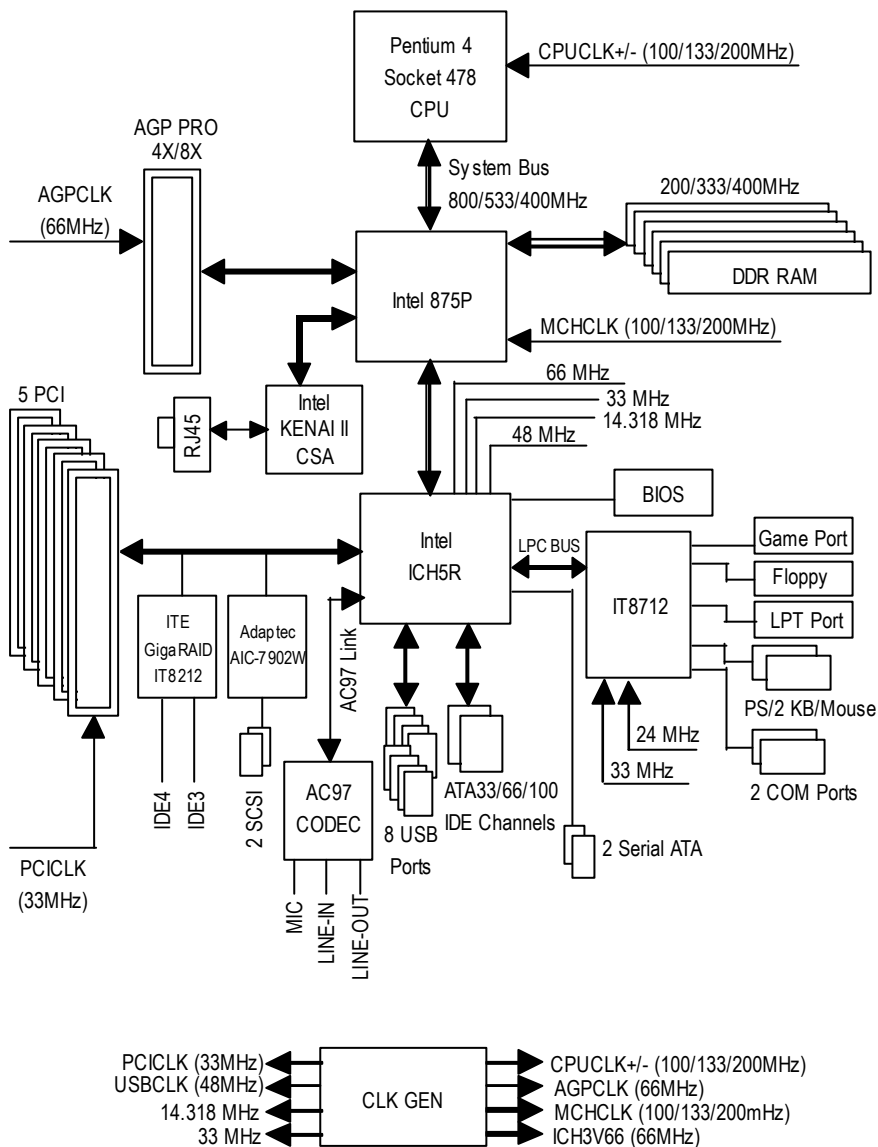 Pentium 4
Socket 478
CPU
CPUCLK+/- (100/133/200MHz)
AGP PRO
4X/8X
AGPCLK
(66MHz)
System Bus
800/533/400MHz
200/333/400MHz
DDR RAM
Intel 875P
MCHCLK (100/133/200MHz)
66 MHz
33 MHz
14.318 MHz
48 MHz
5 PCI
RJ45
Intel
KENAI II
CSA
BIOS
Intel
ICH5R
LPC BUS
IT8712
Game Port
Floppy
LPT Port
PS/2 KB/Mouse
2 COM Ports
24 MHz
33 MHz
ITE
GigaRAID
IT8212
Adaptec
AIC-7902W
AC97 Link
IDE4
IDE3
2 SCSI
AC97
CODEC
8 USB
Ports
ATA33/66/100
IDE Channels
2 Serial ATA
PCICLK
(33MHz)
MIC
LINE-IN
LINE-OUT
PCICLK (33MHz)
USBCLK (48MHz)
14.318 MHz
33 MHz
CLK GEN
CPUCLK+/- (100/133/200MHz)
AGPCLK (66MHz)
MCHCLK (100/133/200mHz)
ICH3V66 (66MHz)